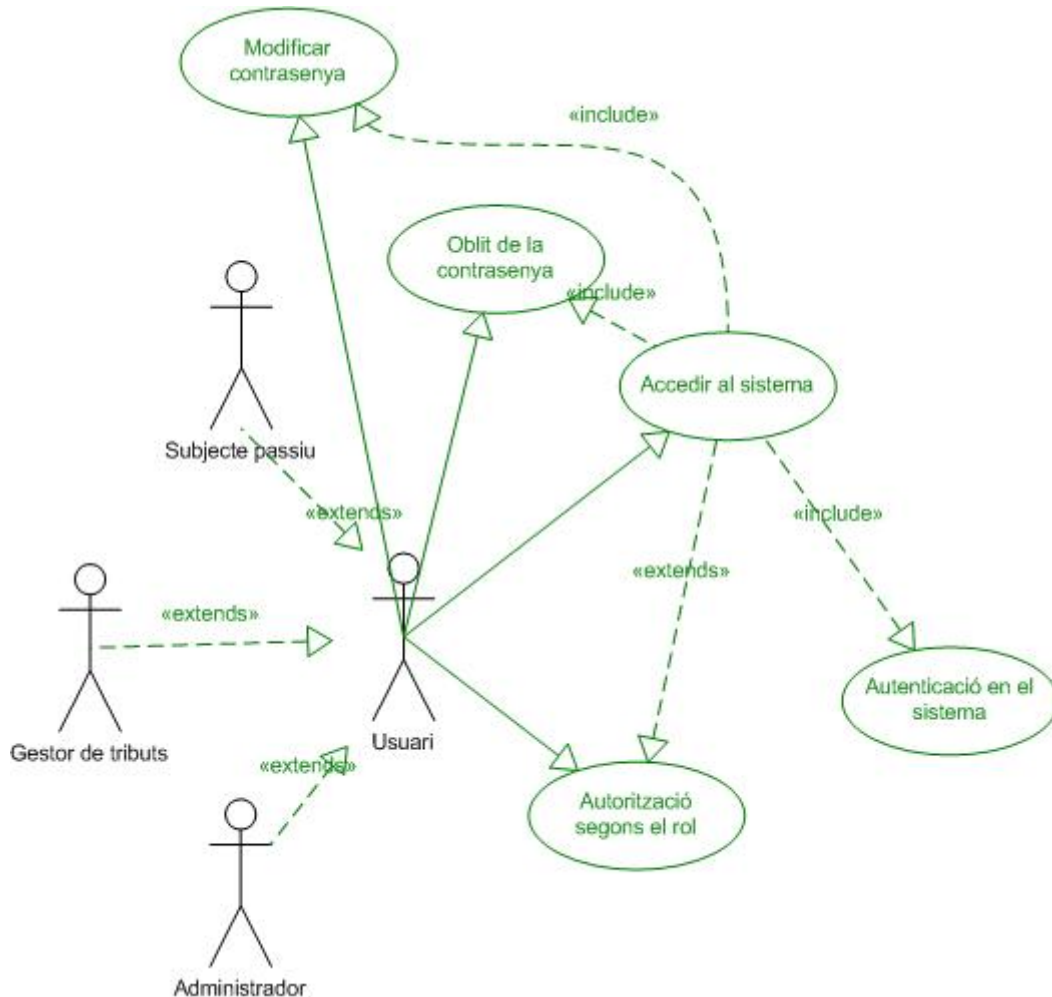 Modificar
contrasenya
«include»
Oblit de la
contrasenya
«include»
Accedir al sistema
Subjecte passiu
«extends»
«include»
«extends»
«extends»
Autenticació en el
sistema
Gestor de tributs
Usuari
«extends»
Autorització
segons el rol
Administrador